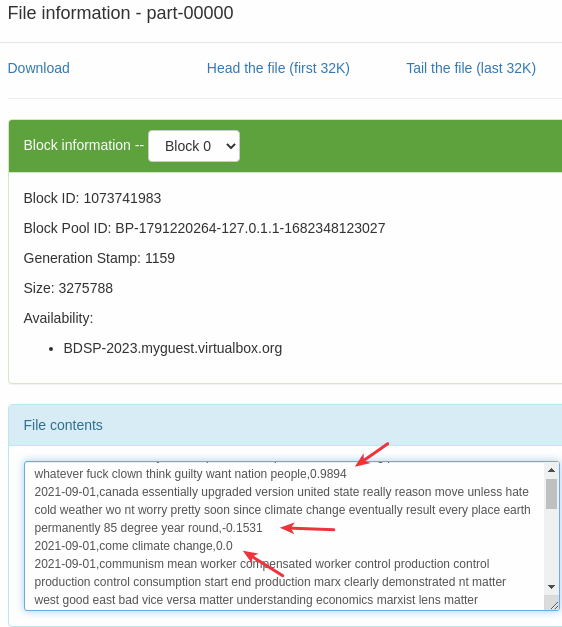 File information - part-00000
Download Head the file (first 32K) Tail the file (last 32K)
Block information -- Block 0
Block ID: 1073741983
Block Pool ID: BP-1791220264-127.0.1.1-1682348123027
Generation Stamp: 1159
Size: 3275788
Availability:
BDSP-2023.myguest.virtualbox.org
File contents
whatever fuck clown think guilty want nation people,0.9894
2021-09-01,canada essentially upgraded version united state really reason move unless hate
cold weather wo nt worry pretty soon since climate change eventually result every place earth
permanently 85 degree year round,-0.1531
2021-09-01,come climate change,0.0
2021-09-01,communism mean worker compensated worker control production control
production control consumption start end production marx clearly demonstrated nt matter
west good east bad vice versa matter understanding economics marxist lens matter